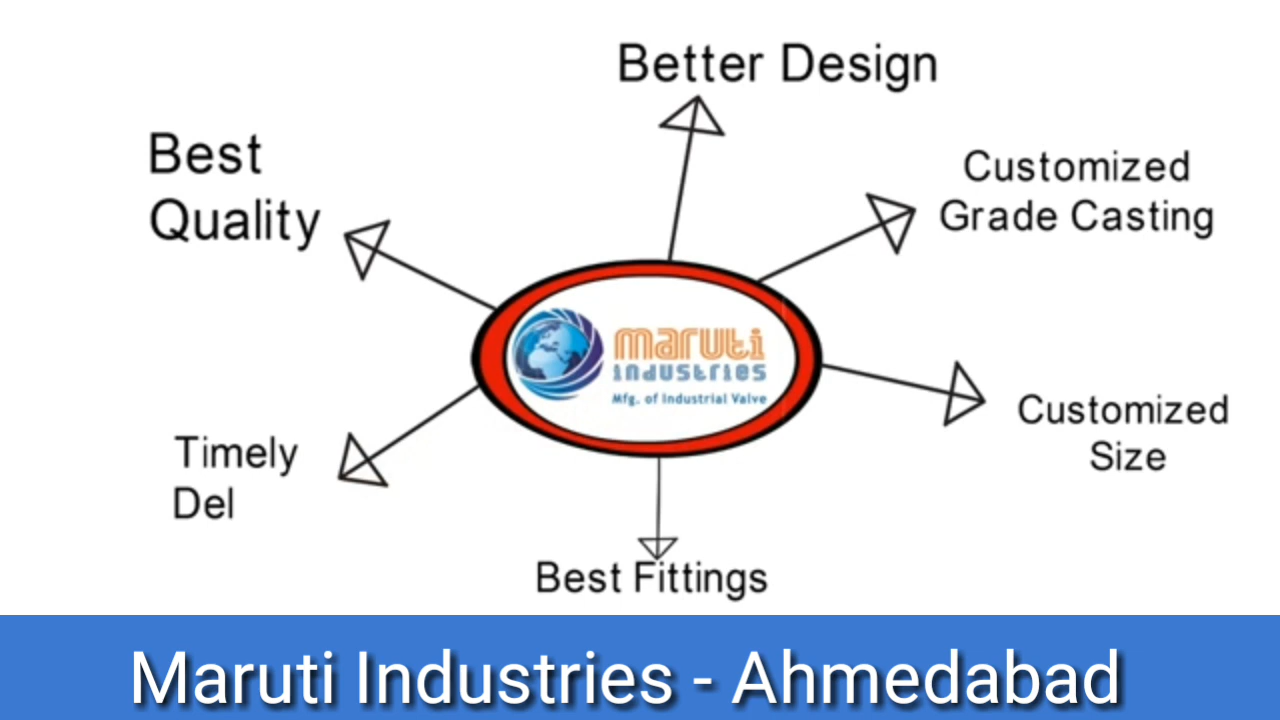 Better Design
Best
Quality
Customized
Grade Casting
maruti
industries
Mfg. of Industrial Valve
Customized
Size
Timely
Del
Best Fittings
Maruti Industries - Ahmedabad